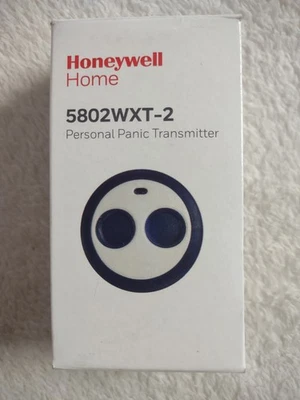 Honeywell
Home
5802WXT-2
Personal Panic Transmitter